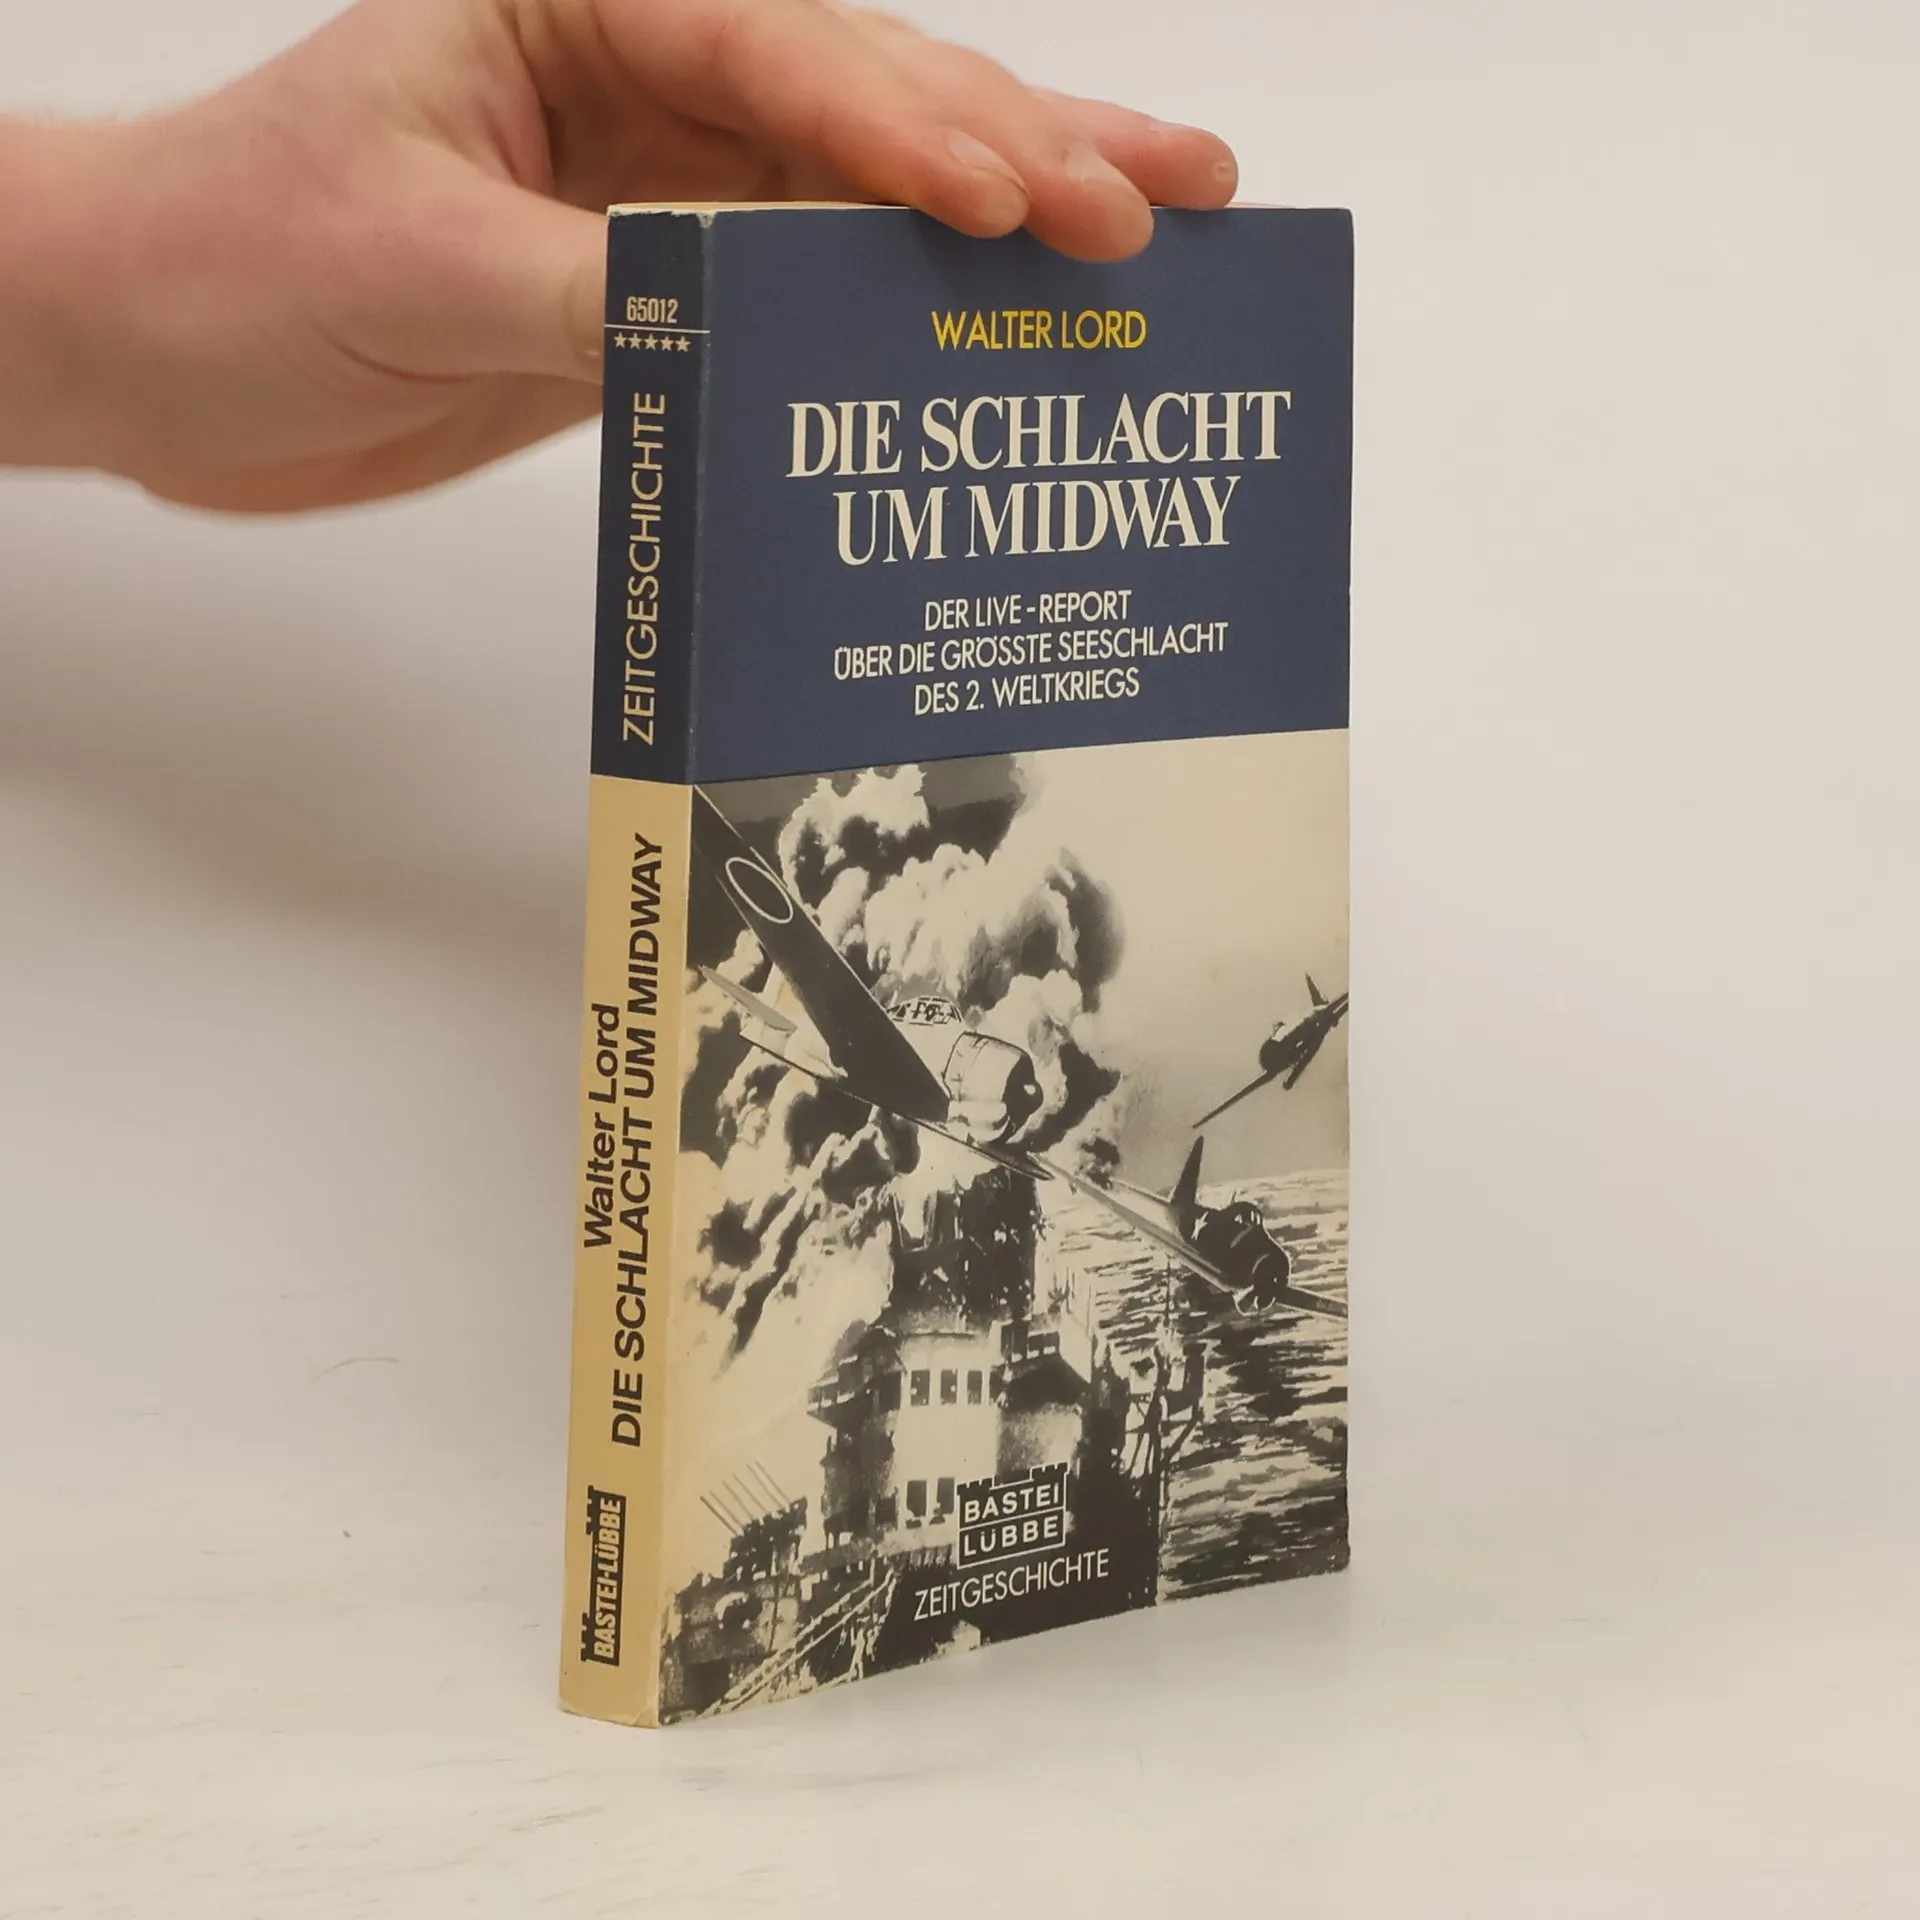 65012
★★★★★
ZEITGESCHICHTE
Walter Lord
DIE SCHLACHT UM MIDWAY
BASTEI-LÜBBE
WALTER LORD
DIE SCHLACHT
UM MIDWAY
DER LIVE-REPORT
ÜBER DIE GRÖSSTE SEESCHLACHT
DES 2. WELTKRIEGS
BASTEI
LÜBBE
ZEITGESCHICHTE